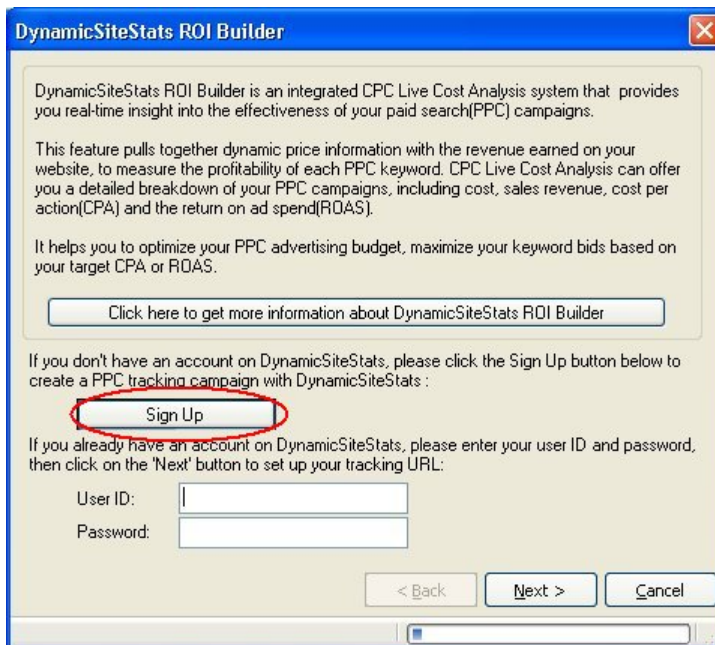 DynamicSiteStats ROI Builder
DynamicSiteStats ROI Builder is an integrated CPC Live Cost Analysis system that provides
you real-time insight into the effectiveness of your paid search(PPC) campaigns.
This feature pulls together dynamic price information with the revenue earned on your
website, to measure the profitability of each PPC keyword. CPC Live Cost Analysis can offer
you a detailed breakdown of your PPC campaigns, including cost, sales revenue, cost per
action(CPA) and the return on ad spend(ROAS).
It helps you to optimize your PPC advertising budget, maximize your keyword bids based on
your target CPA or ROAS.
Click here to get more information about DynamicSiteStats ROI Builder
If you don't have an account on DynamicSiteStats, please click the Sign Up button below to
create a PPC tracking campaign with DynamicSiteStats :
Sign Up
If you already have an account on DynamicSiteStats, please enter your user ID and password,
then click on the 'Next' button to set up your tracking URL:
User ID:
Password:
< Back Next > Cancel